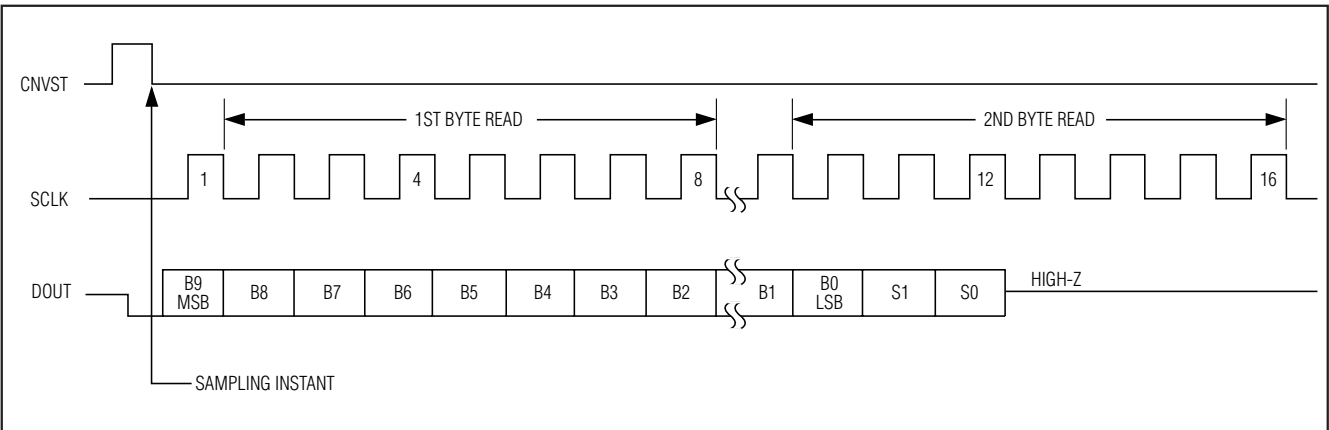 CNVST
1ST BYTE READ
2ND BYTE READ
SCLK
1
4
8
12
16
DOUT
B9
MSB
B8
B7
B6
B5
B4
B3
B2
B1
B0
LSB
S1
S0
HIGH-Z
SAMPLING INSTANT